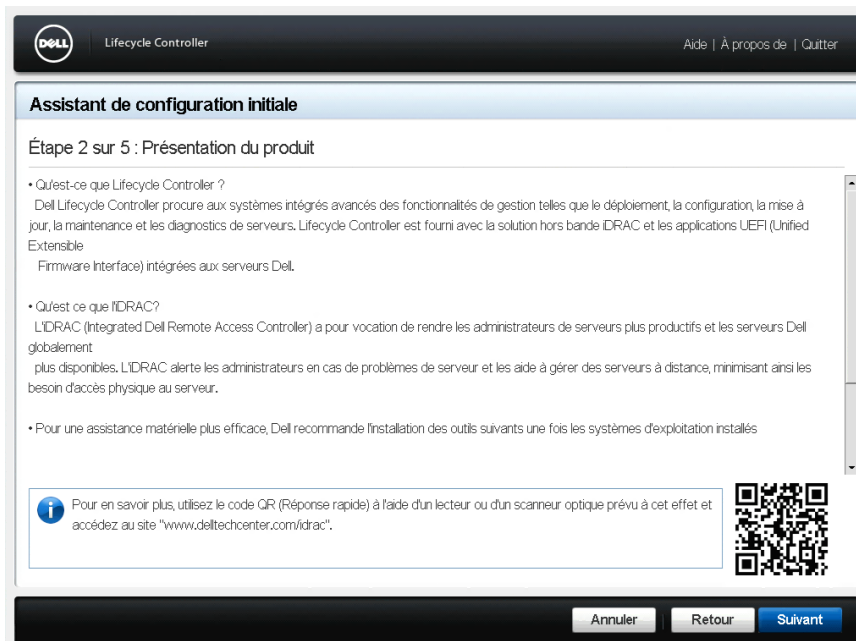 DELL
Lifecycle Controller
Aide | À propos de | Quitter
Assistant de configuration initiale
Étape 2 sur 5 : Présentation du produit
• Qu'est-ce que Lifecycle Controller ?
Dell Lifecycle Controller procure aux systèmes intégrés avancés des fonctionnalités de gestion telles que le déploiement, la configuration, la mise à
jour, la maintenance et les diagnostics de serveurs. Lifecycle Controller est fourni avec la solution hors bande iDRAC et les applications UEFI (Unified
Extensible
Firmware Interface) intégrées aux serveurs Dell.
• Qu'est ce que l'iDRAC?
L'iDRAC (Integrated Dell Remote Access Controller) a pour vocation de rendre les administrateurs de serveurs plus productifs et les serveurs Dell
globalement
plus disponibles. L'iDRAC alerte les administrateurs en cas de problèmes de serveur et les aide à gérer des serveurs à distance, minimisant ainsi les
besoin d'accès physique au serveur.
• Pour une assistance matérielle plus efficace, Dell recommande l'installation des outils suivants une fois les systèmes d'exploitation installés
Pour en savoir plus, utilisez le code QR (Réponse rapide) à l'aide d'un lecteur ou d'un scanneur optique prévu à cet effet et
accédez au site "www.delltechcenter.com/idrac".
Annuler
Retour
Suivant